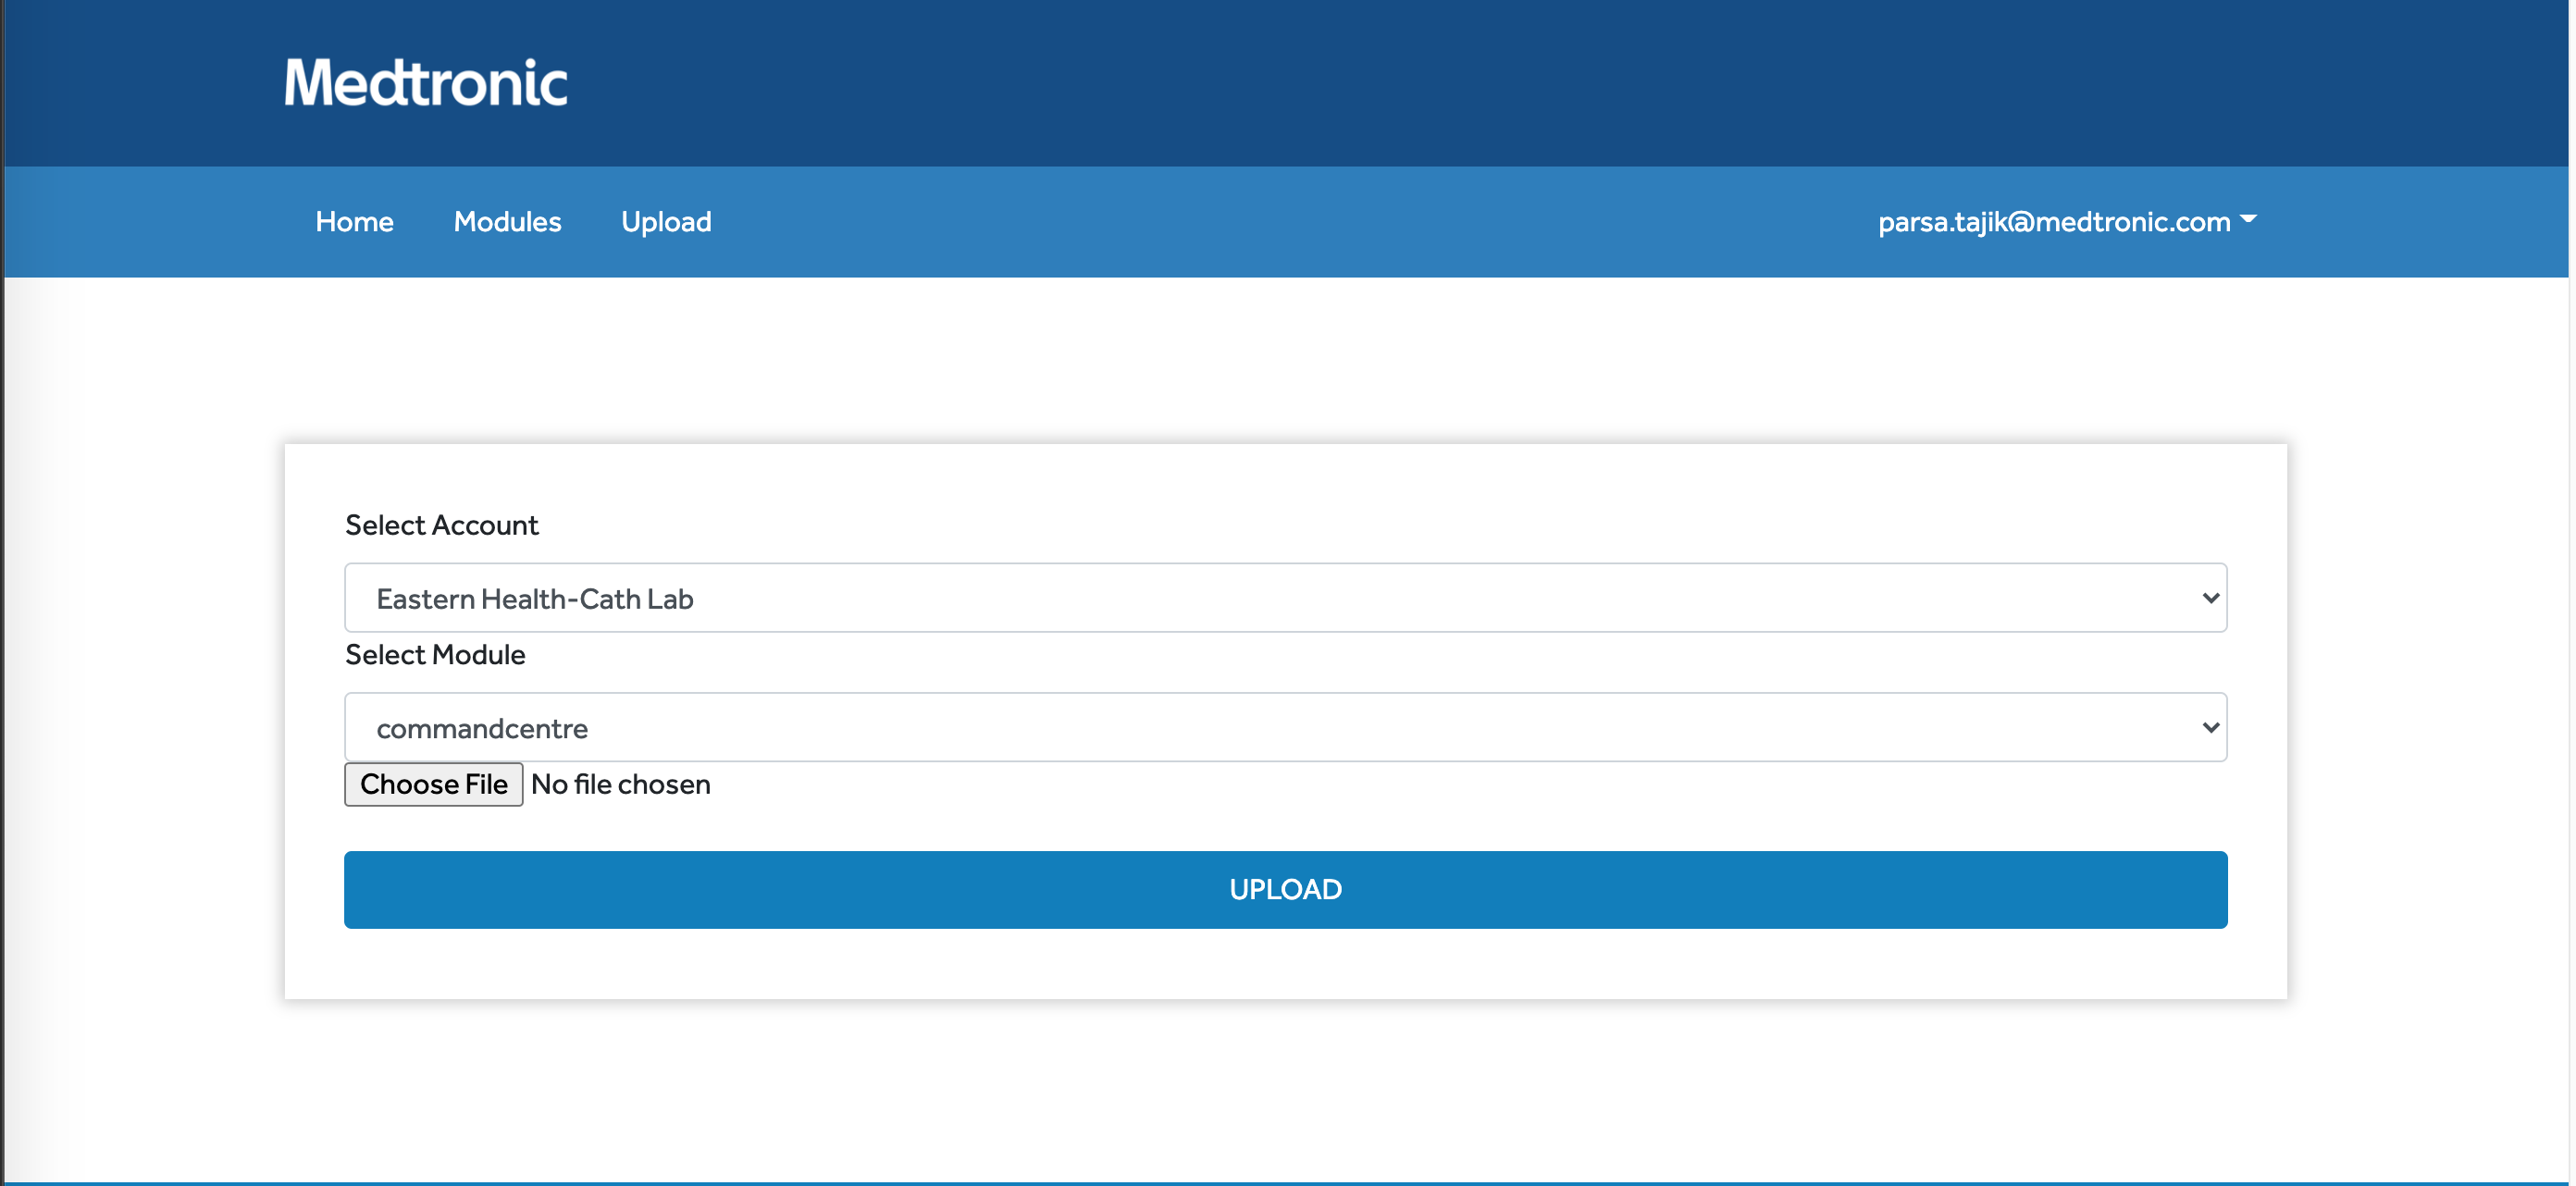 Medtronic
Home Modules Upload parsa.tajik@medtronic.com
Select Account
Eastern Health-Cath Lab
Select Module
commandcentre
Choose File No file chosen
UPLOAD